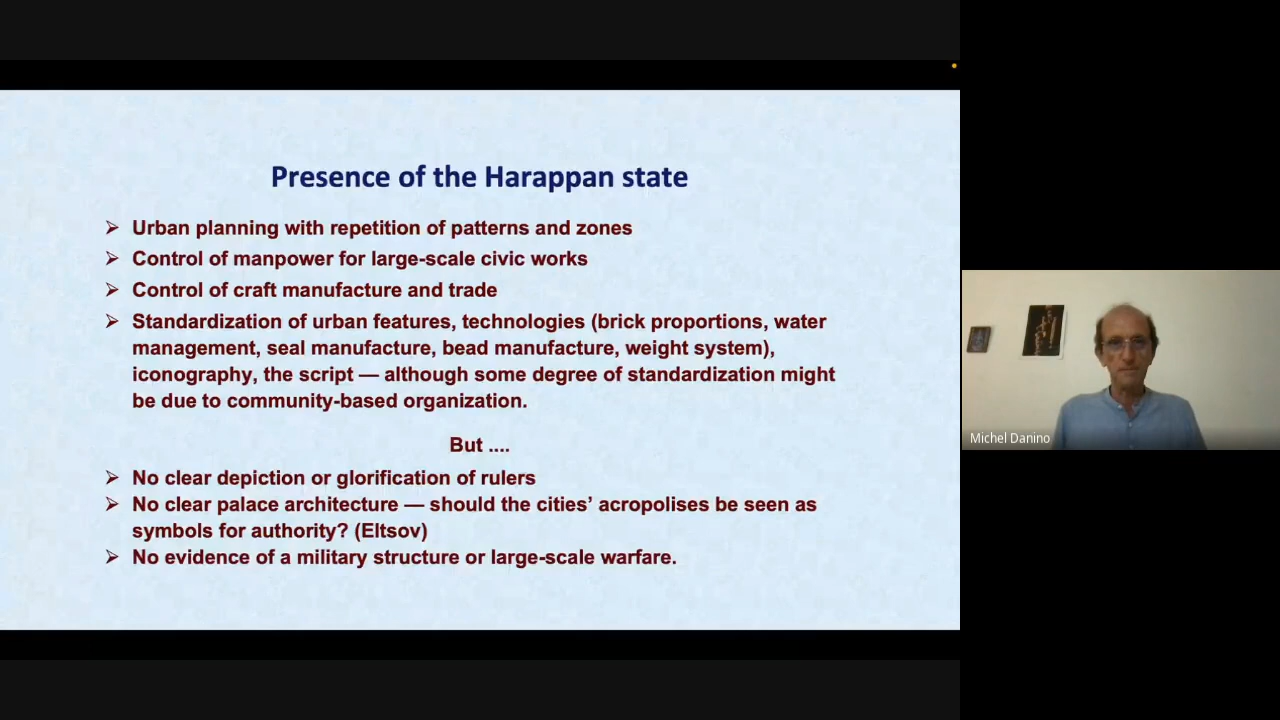 Presence of the Harappan state
➢ Urban planning with repetition of patterns and zones
➢ Control of manpower for large-scale civic works
➢ Control of craft manufacture and trade
➢ Standardization of urban features, technologies (brick proportions, water
management, seal manufacture, bead manufacture, weight system),
iconography, the script — although some degree of standardization might
be due to community-based organization.
But ....
➢ No clear depiction or glorification of rulers
➢ No clear palace architecture — should the cities’ acropolises be seen as
symbols for authority? (Eltsov)
➢ No evidence of a military structure or large-scale warfare.
Michel Danino